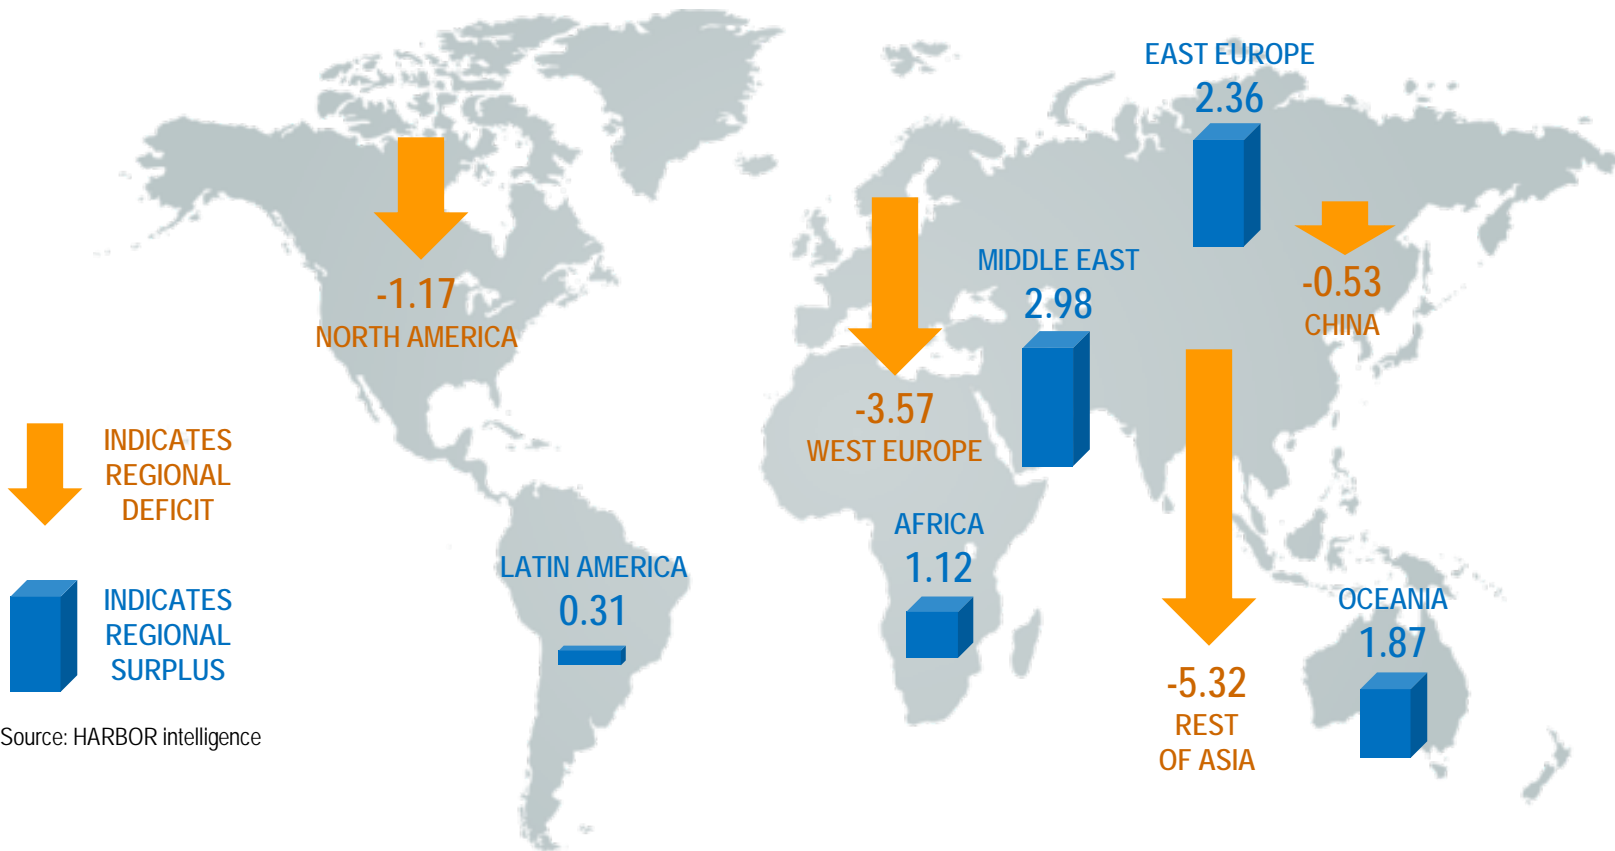 EAST EUROPE
2.36
MIDDLE EAST
2.98
-0.53
CHINA
-1.17
NORTH AMERICA
-3.57
WEST EUROPE
INDICATES
REGIONAL
DEFICIT
AFRICA
1.12
LATIN AMERICA
0.31
OCEANIA
1.87
INDICATES
REGIONAL
SURPLUS
-5.32
REST
OF ASIA
Source: HARBOR intelligence